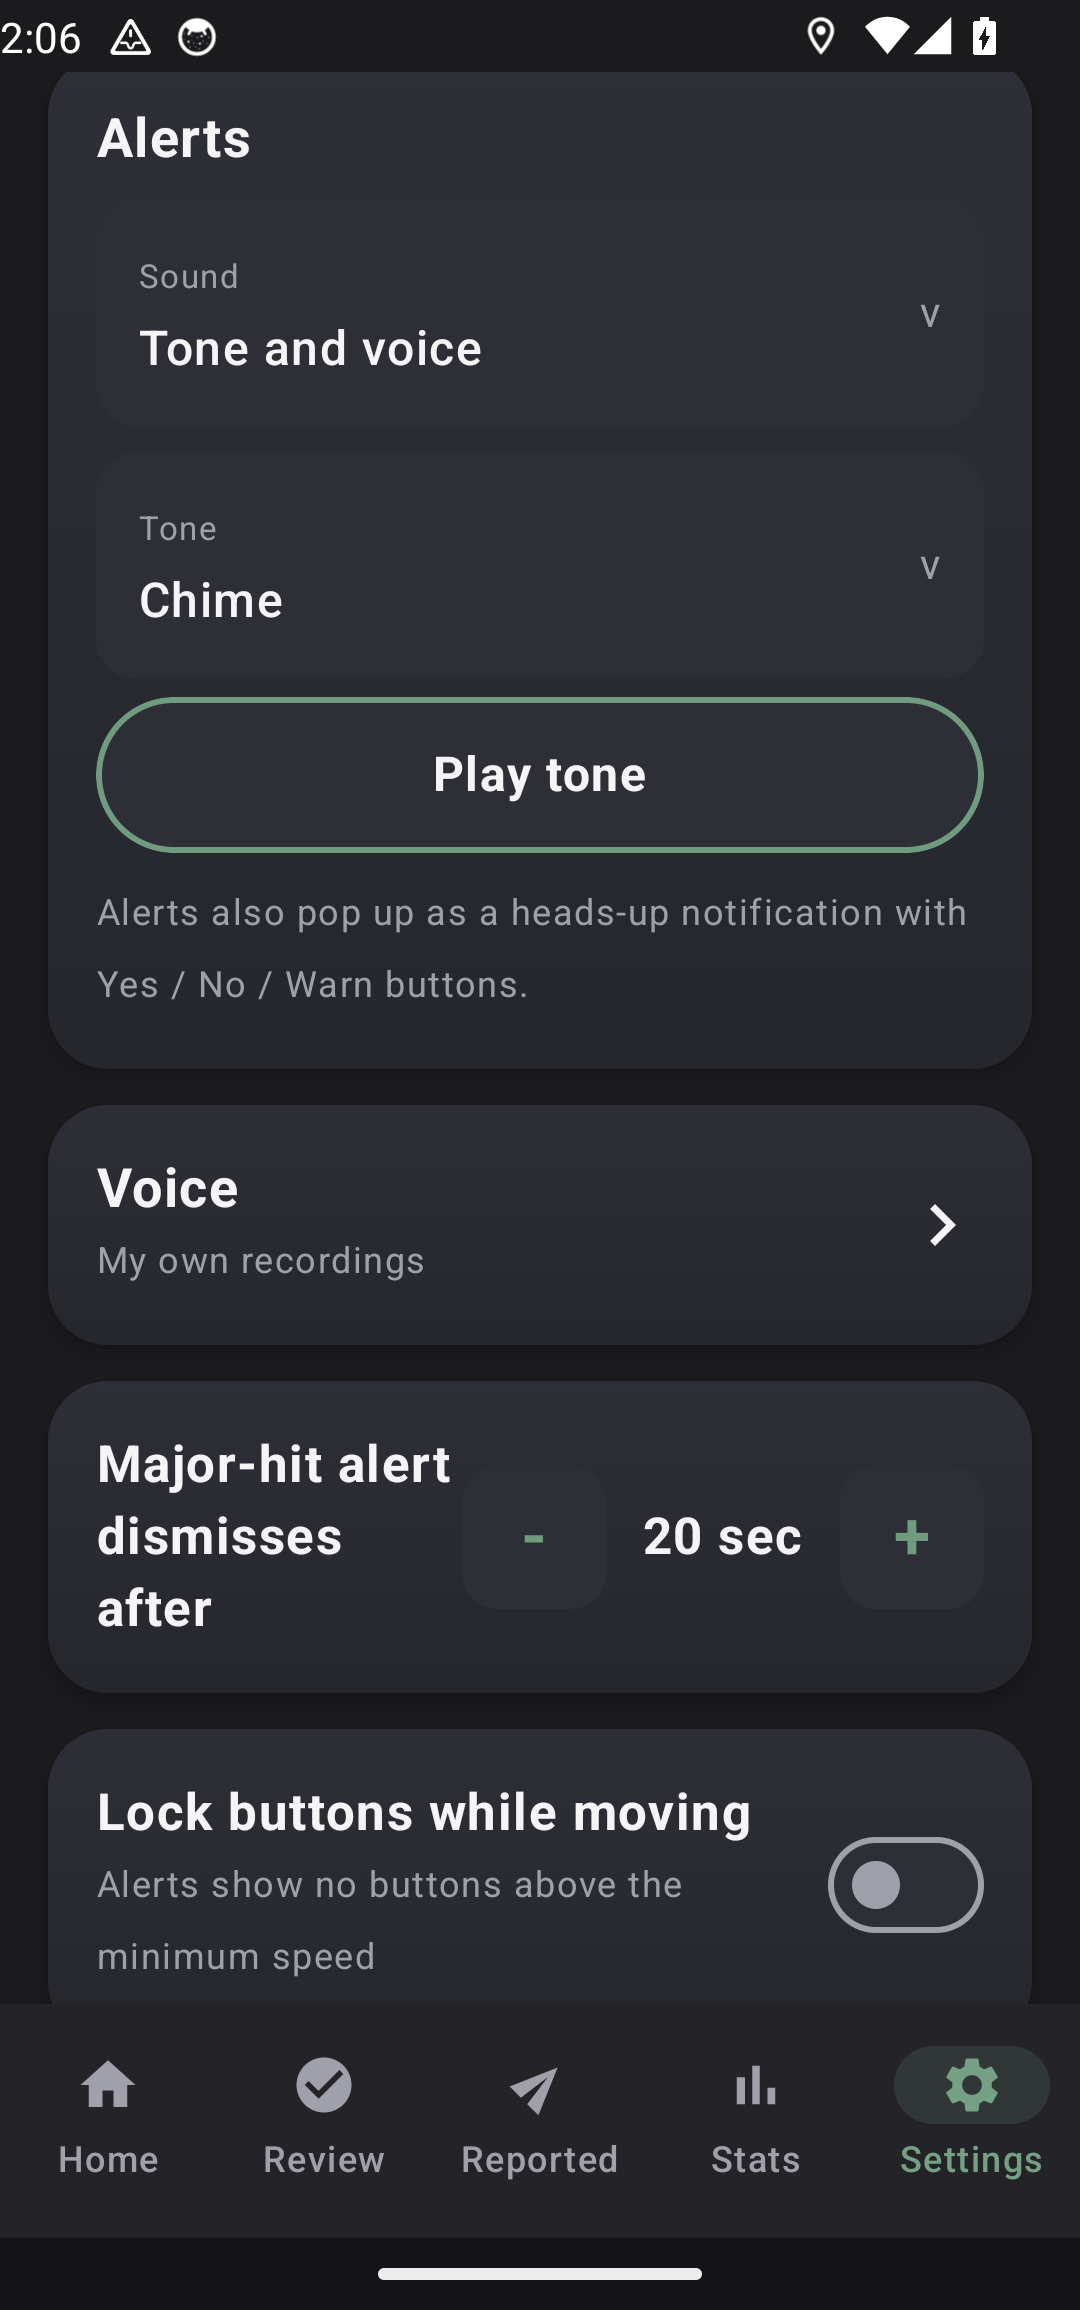 2:06
Alerts
Sound
Tone and voice
v
Tone
Chime
v
Play tone
Alerts also pop up as a heads-up notification with
Yes / No / Warn buttons.
Voice
My own recordings
Major-hit alert
dismisses
after
- 20 sec +
Lock buttons while moving
Alerts show no buttons above the
minimum speed
Home Review Reported Stats Settings